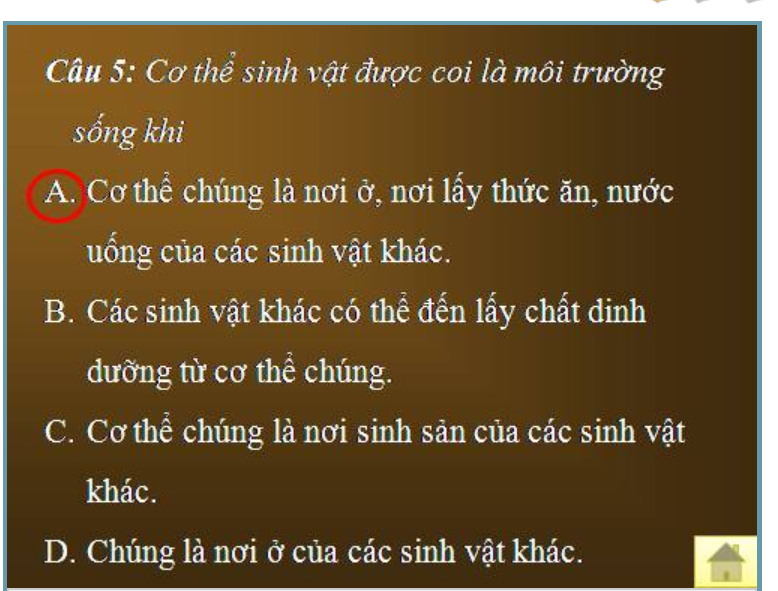 Câu 5: Cơ thể sinh vật được coi là môi trường
sống khi
A. Cơ thể chúng là nơi ở, nơi lấy thức ăn, nước
uống của các sinh vật khác.
B. Các sinh vật khác có thể đến lấy chất dinh
dưỡng từ cơ thể chúng.
C. Cơ thể chúng là nơi sinh sản của các sinh vật
khác.
D. Chúng là nơi ở của các sinh vật khác.